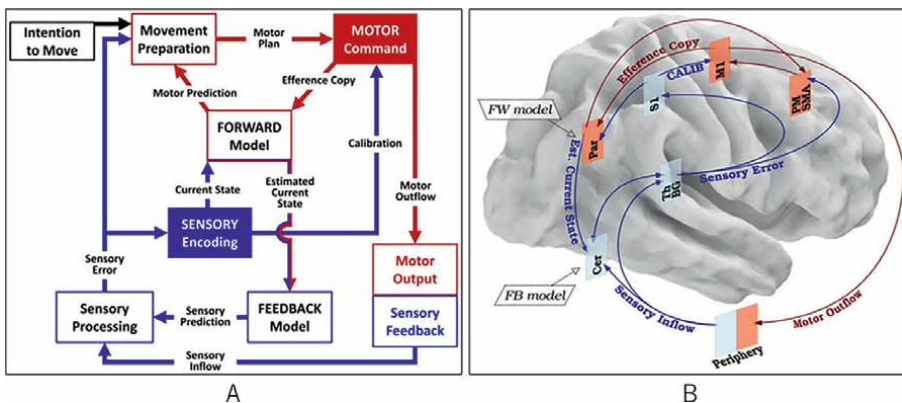 Intention
to Move
Movement
Preparation
Motor
Plan
MOTOR
Command
Efference Copy
Motor Prediction
FORWARD
Model
Calibration
Current State
Estimated
Current
State
SENSORY
Encoding
Motor
Outflow
Sensory
Error
Motor
Output
Sensory
Processing
Sensory
Prediction
FEEDBACK
Model
Sensory
Feedback
Sensory
Inflow
A
Efference Copy
CALIB
M1
S1
PM
SMA
FW model
Par
Est. Current State
Th
BG
Sensory Error
Cer
FB model
Sensory Inflow
Motor Outflow
Periphery
B